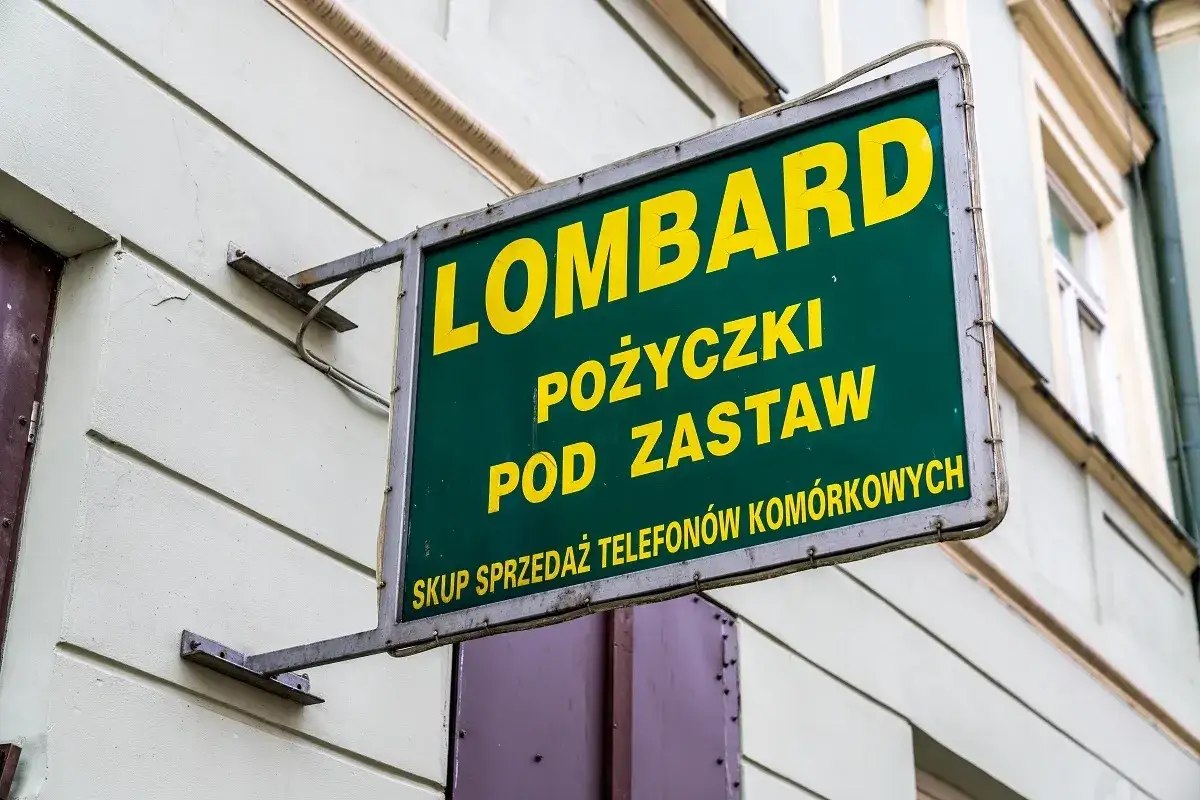 LOMBARD
POŻYCZKI
POD ZASTAW
SKUP SPRZEDAŻ TELEFONÓW KOMÓRKOWYCH